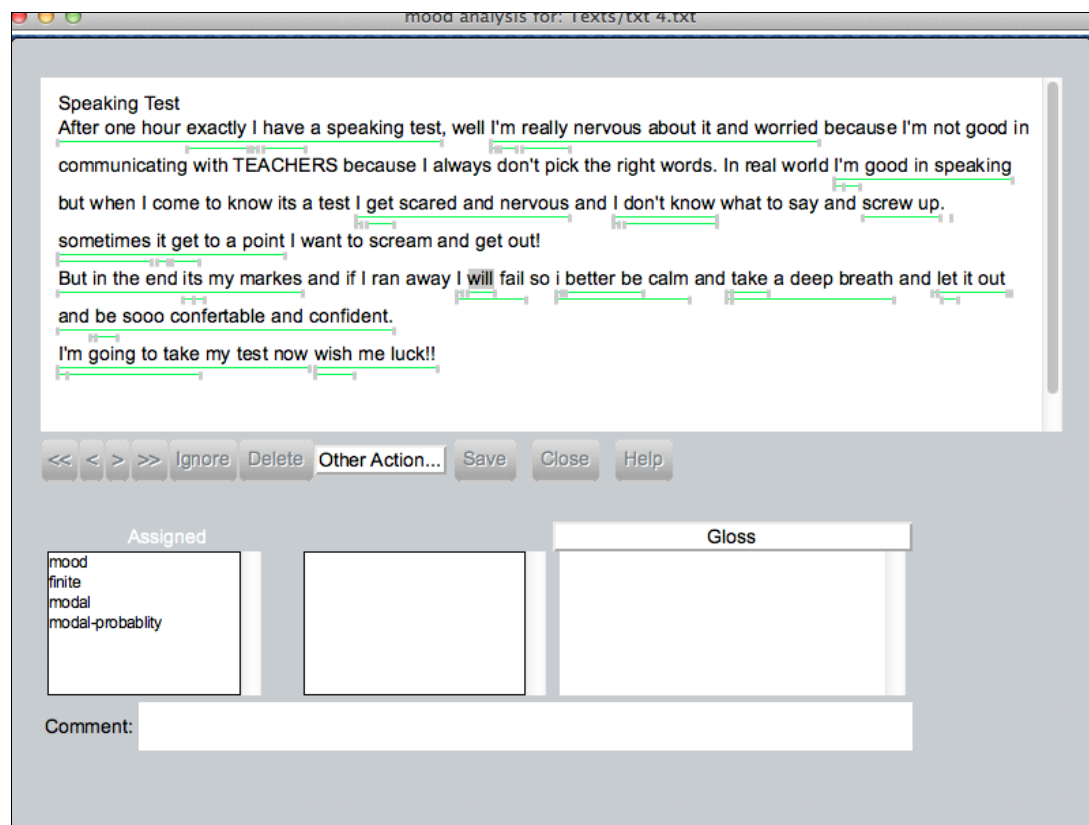 mood analysis for: Texts/txt 4.txt
Speaking Test
After one hour exactly I have a speaking test, well I'm really nervous about it and worried because I'm not good in
communicating with TEACHERS because I always don't pick the right words. In real world I'm good in speaking
but when I come to know its a test I get scared and nervous and I don't know what to say and screw up.
sometimes it get to a point I want to scream and get out!
But in the end its my markes and if I ran away I will fail so i better be calm and take a deep breath and let it out
and be sooo confertable and confident.
I'm going to take my test now wish me luck!!
<< < > >> Ignore Delete Other Action... Save Close Help
Assigned Gloss
mood
finite
modal
modal-probablity
Comment: